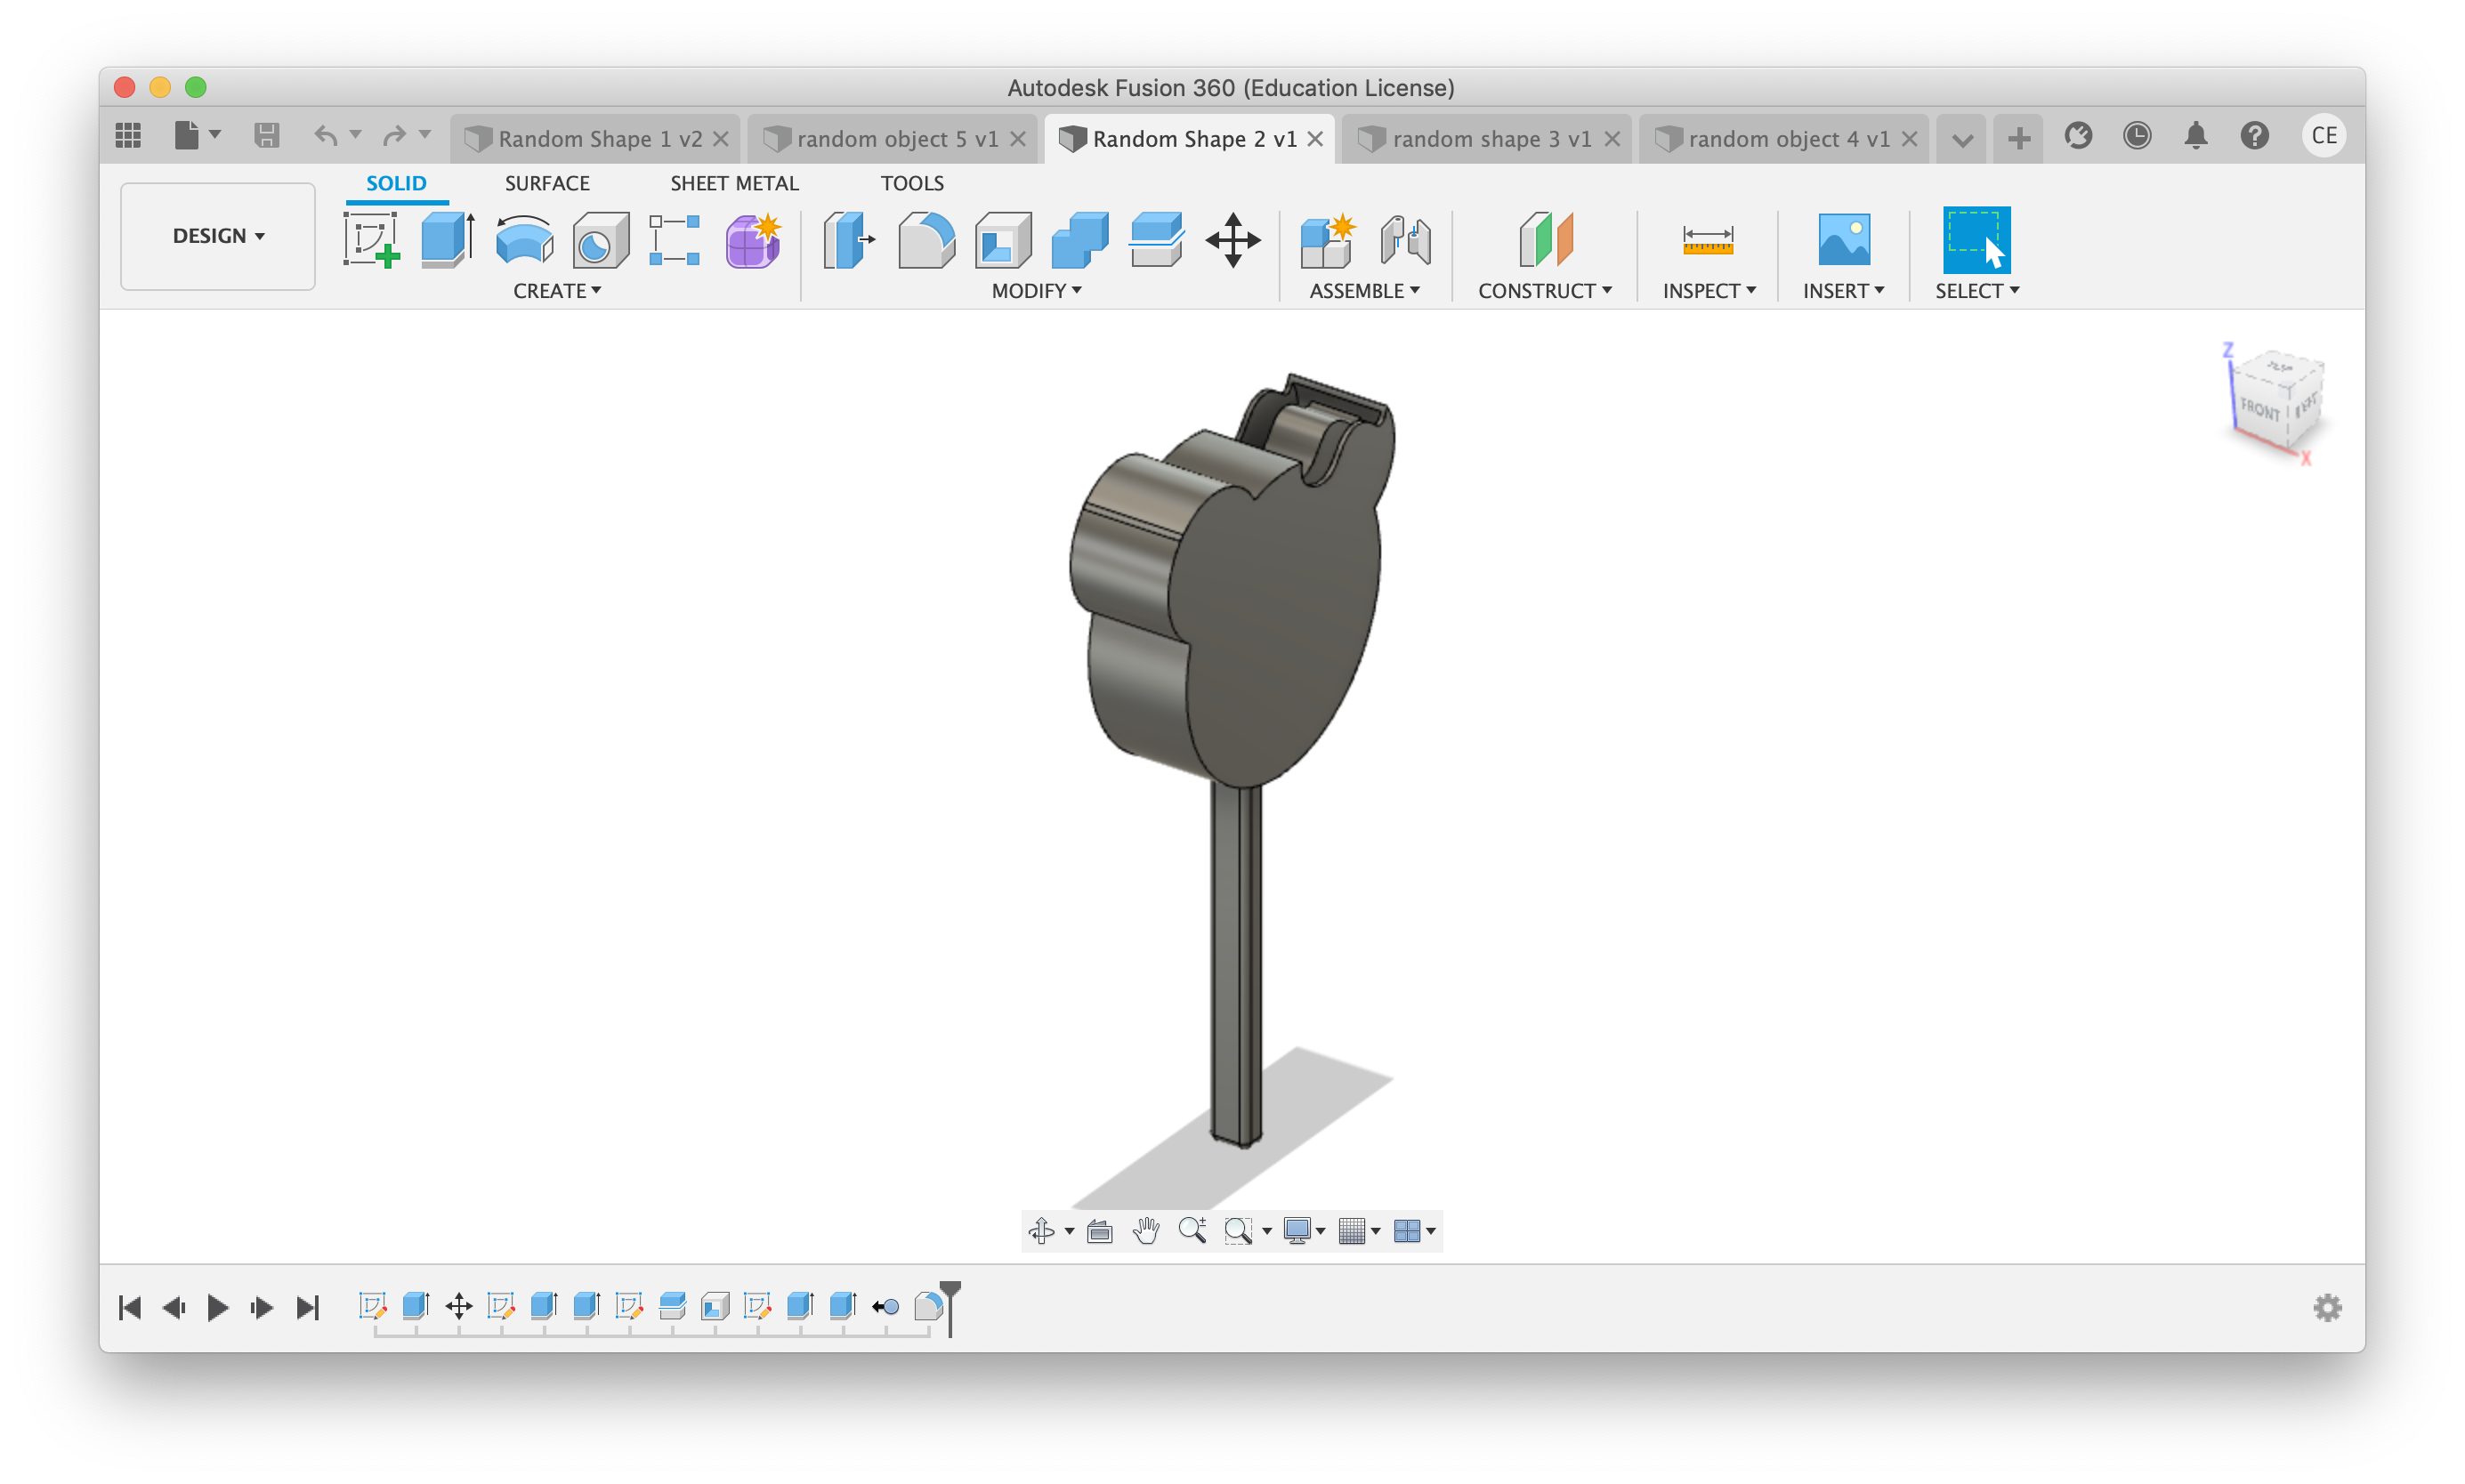 Autodesk Fusion 360 (Education License)
Random Shape 1 v2
random object 5 v1
Random Shape 2 v1
random shape 3 v1
random object 4 v1
CE
SOLID
SURFACE
SHEET METAL
TOOLS
DESIGN
CREATE
MODIFY
ASSEMBLE
CONSTRUCT
INSPECT
INSERT
SELECT
Z
FRONT
X